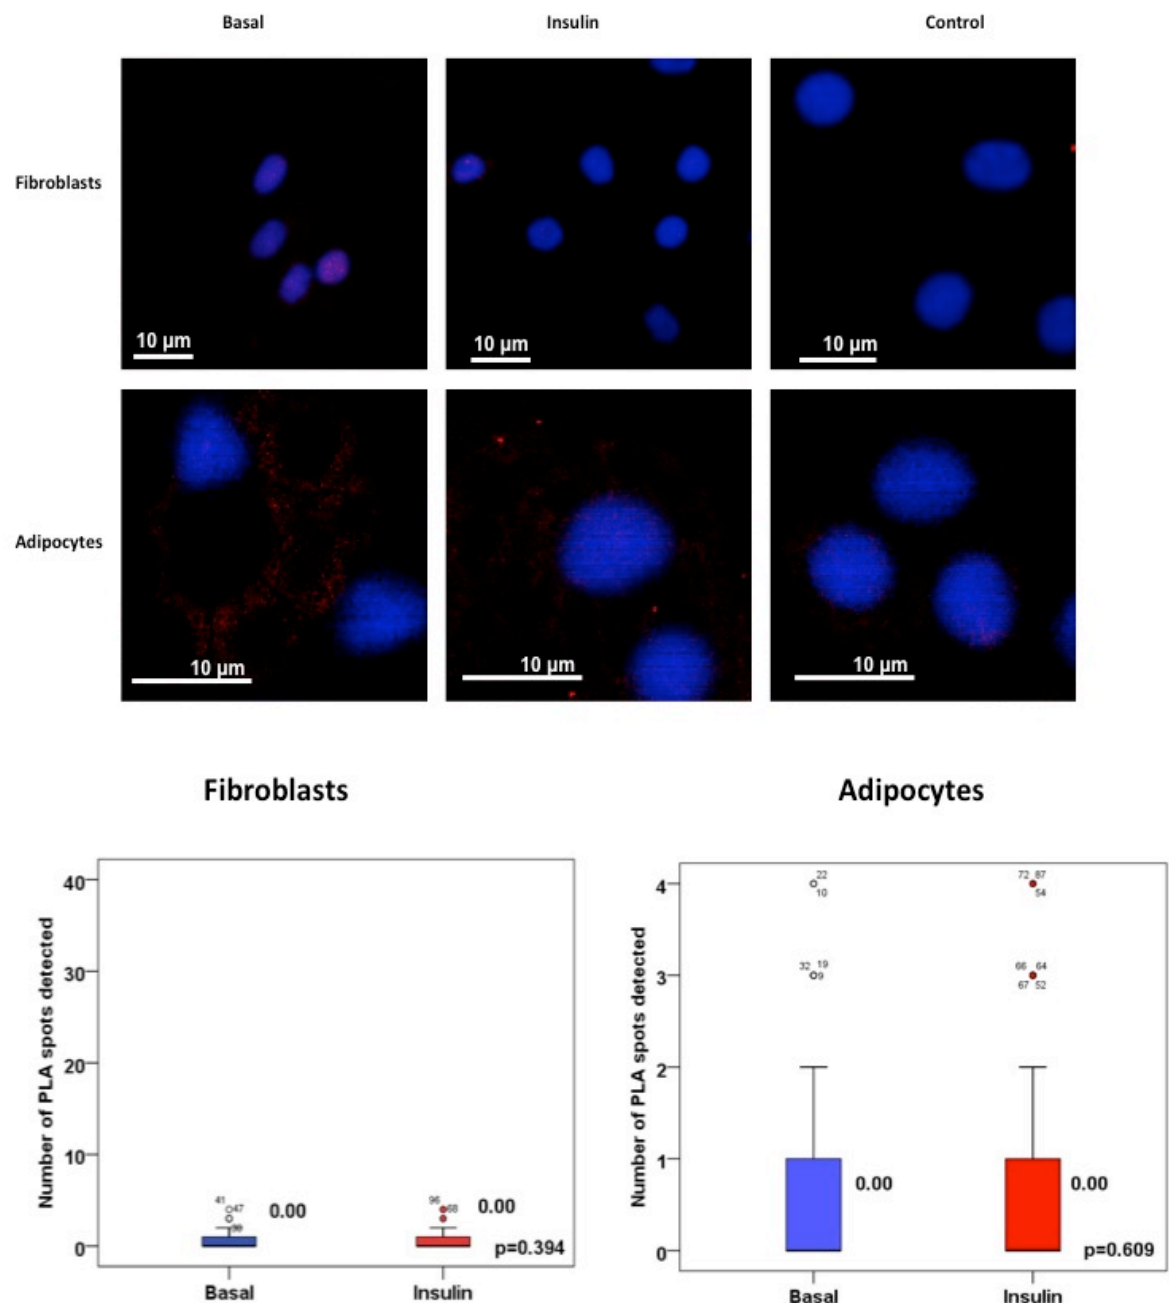 Basal Insulin Control
Fibroblasts
10 µm 10 µm 10 µm
Adipocytes
10 µm 10 µm 10 µm
Fibroblasts
Number of PLA spots detected
40
30
20
10
0
41
47
0.00
96
68
0.00
p=0.394
Basal Insulin
Adipocytes
Number of PLA spots detected
4
3
2
1
0
22
10
32 19
9
72 87
54
66 64
67 52
0.00
0.00
p=0.609
Basal Insulin